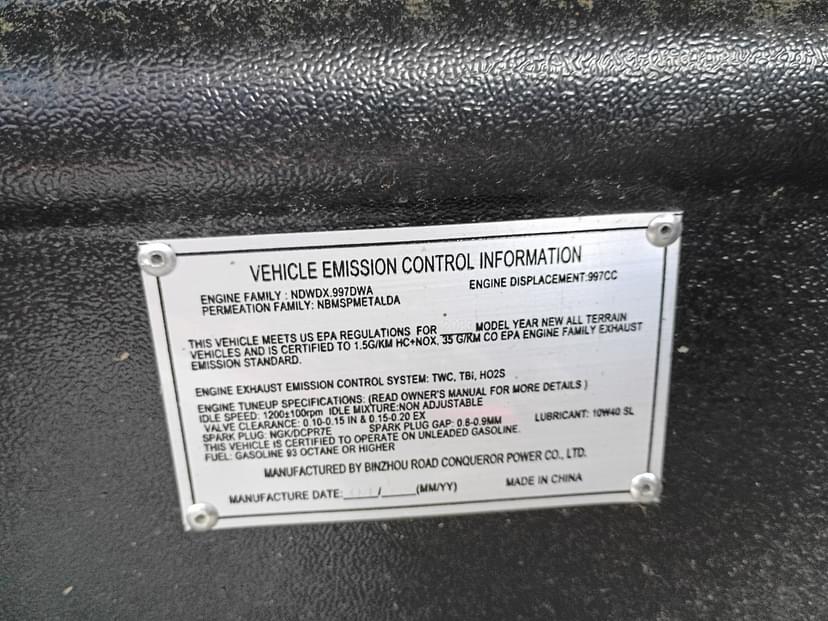 VEHICLE EMISSION CONTROL INFORMATION
ENGINE FAMILY : NDWDX.997DWA ENGINE DISPLACEMENT:997CC
PERMEATION FAMILY: NBMSPMETALDA
THIS VEHICLE MEETS US EPA REGULATIONS FOR ______ MODEL YEAR NEW ALL TERRAIN
VEHICLES AND IS CERTIFIED TO 1.5G/KM HC+NOX, 35 G/KM CO EPA ENGINE FAMILY EXHAUST
EMISSION STANDARD.
ENGINE EXHAUST EMISSION CONTROL SYSTEM: TWC, TBi, HO2S
ENGINE TUNEUP SPECIFICATIONS: (READ OWNER'S MANUAL FOR MORE DETAILS )
IDLE SPEED: 1200±100rpm IDLE MIXTURE:NON ADJUSTABLE
VALVE CLEARANCE: 0.10-0.15 IN & 0.15-0.20 EX LUBRICANT: 10W40 SL
SPARK PLUG: NGK/DCPR7E SPARK PLUG GAP: 0.8-0.9MM
THIS VEHICLE IS CERTIFIED TO OPERATE ON UNLEADED GASOLINE.
FUEL: GASOLINE 93 OCTANE OR HIGHER
MANUFACTURED BY BINZHOU ROAD CONQUEROR POWER CO., LTD.
MANUFACTURE DATE:_____/_____(MM/YY) MADE IN CHINA